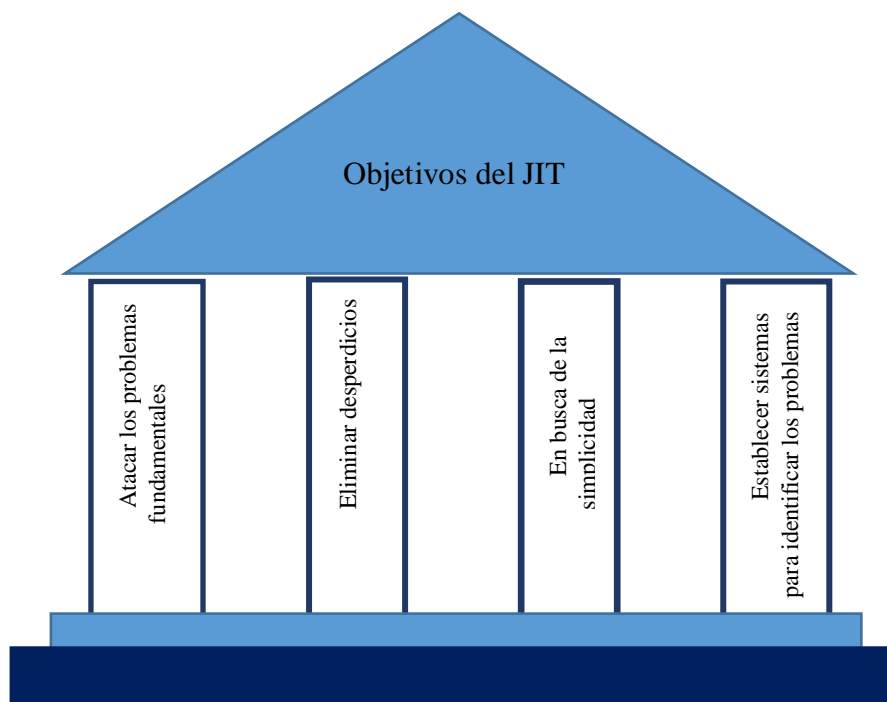 Objetivos del JIT
Atacar los problemas
fundamentales
Eliminar desperdicios
En busca de la
simplicidad
Establecer sistemas
para identificar los problemas